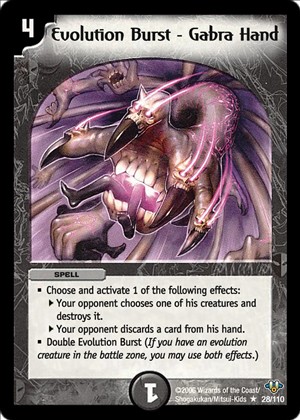 4
Evolution Burst - Gabra Hand
SPELL
▪ Choose and activate 1 of the following effects:
▶ Your opponent chooses one of his creatures and
destroys it.
▶ Your opponent discards a card from his hand.
▪ Double Evolution Burst (If you have an evolution
creature in the battle zone, you may use both effects.)
1
©2006 Wizards of the Coast/
Shogakukan/Mitsui-Kids ★ 28/110